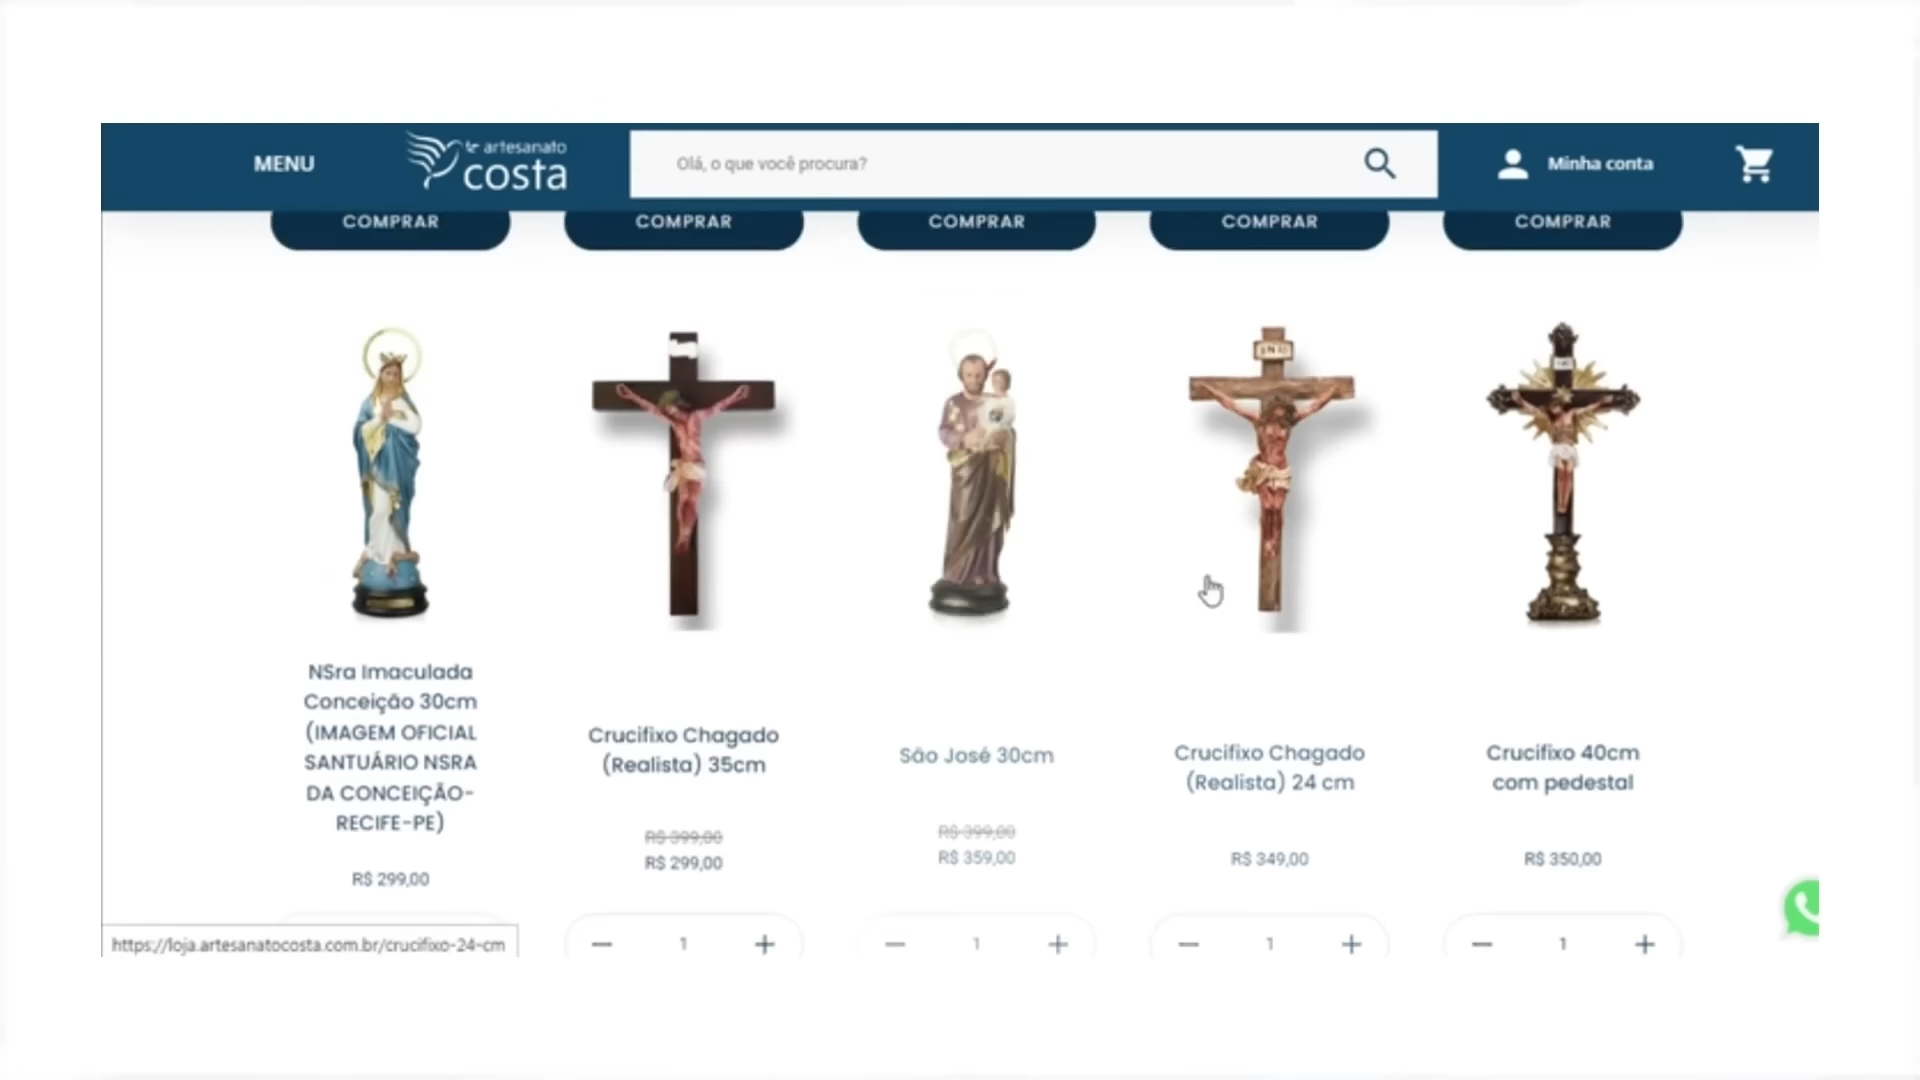 MENU
artesanato
costa
Olá, o que você procura?
Minha conta
COMPRAR COMPRAR COMPRAR COMPRAR COMPRAR
NSra Imaculada
Conceição 30cm
(IMAGEM OFICIAL
SANTUÁRIO NSRA
DA CONCEIÇÃO-
RECIFE-PE)
R$ 299,00
Crucifixo Chagado
(Realista) 35cm
R$ 399,00
R$ 299,00
São José 30cm
R$ 399,00
R$ 359,00
Crucifixo Chagado
(Realista) 24 cm
R$ 349,00
Crucifixo 40cm
com pedestal
R$ 350,00
— 1 + — 1 + — 1 + — 1 +
https://loja.artesanatocosta.com.br/crucifixo-24-cm